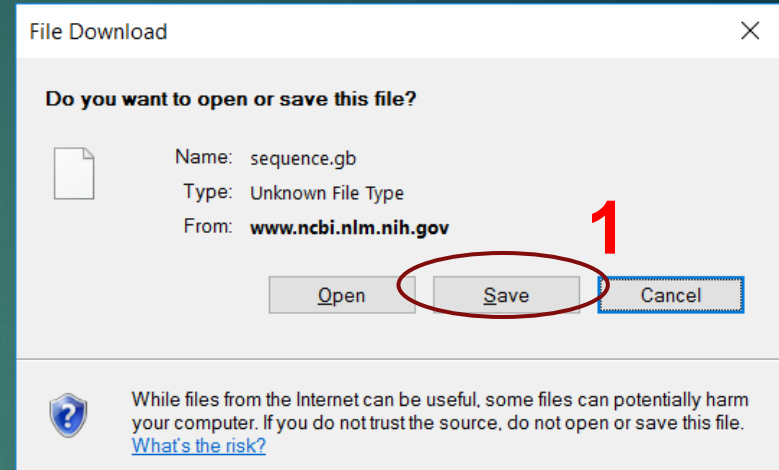 File Download
Do you want to open or save this file?
Name: sequence.gb
Type: Unknown File Type
From: www.ncbi.nlm.nih.gov
1
Open Save Cancel
While files from the Internet can be useful, some files can potentially harm
your computer. If you do not trust the source, do not open or save this file.
What's the risk?